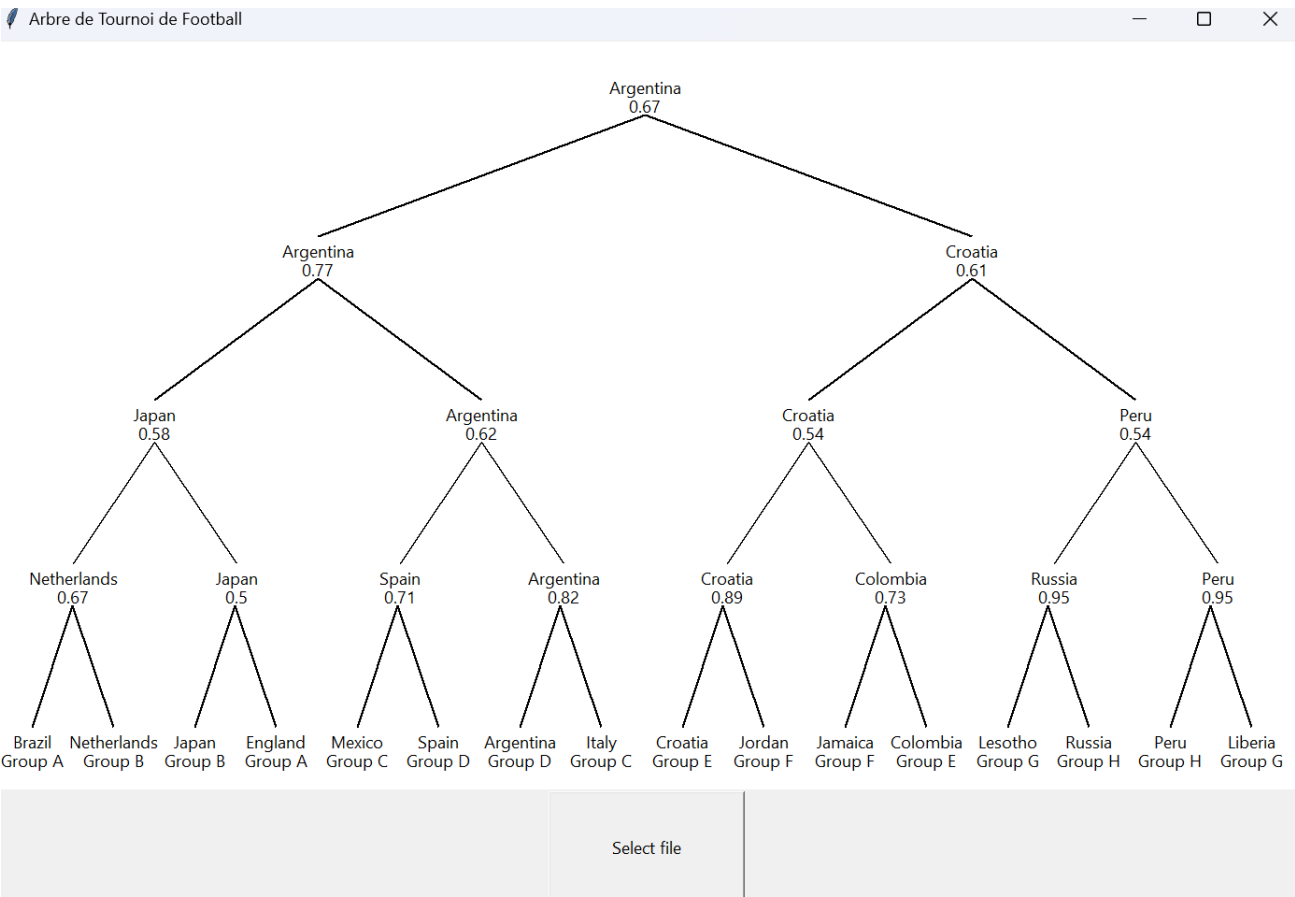 Arbre de Tournoi de Football
Argentina
0.67
Argentina
0.77
Croatia
0.61
Japan
0.58
Argentina
0.62
Croatia
0.54
Peru
0.54
Netherlands
0.67
Japan
0.5
Spain
0.71
Argentina
0.82
Croatia
0.89
Colombia
0.73
Russia
0.95
Peru
0.95
Brazil
Group A
Netherlands
Group B
Japan
Group B
England
Group A
Mexico
Group C
Spain
Group D
Argentina
Group D
Italy
Group C
Croatia
Group E
Jordan
Group F
Jamaica
Group F
Colombia
Group E
Lesotho
Group G
Russia
Group H
Peru
Group H
Liberia
Group G
Select file